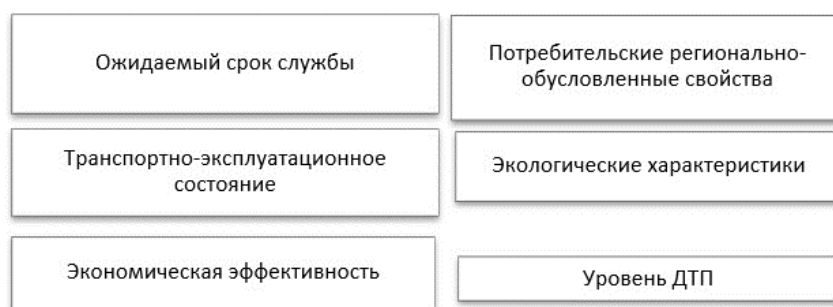 Ожидаемый срок службы
Потребительские регионально-
обусловленные свойства
Транспортно-эксплуатационное
состояние
Экологические характеристики
Экономическая эффективность
Уровень ДТП